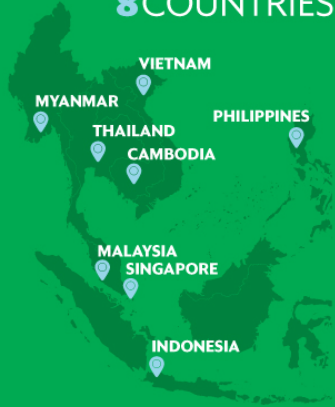 8 COUNTRIES
VIETNAM
MYANMAR
PHILIPPINES
THAILAND
CAMBODIA
MALAYSIA
SINGAPORE
INDONESIA